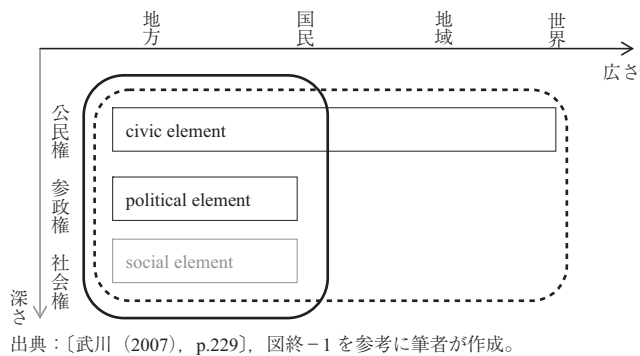 地方
国民
地域
世界
広さ
公民権
civic element
参政権
political element
社会権
social element
深さ
出典：〔武川（2007），p.229〕，図終－1を参考に筆者が作成。